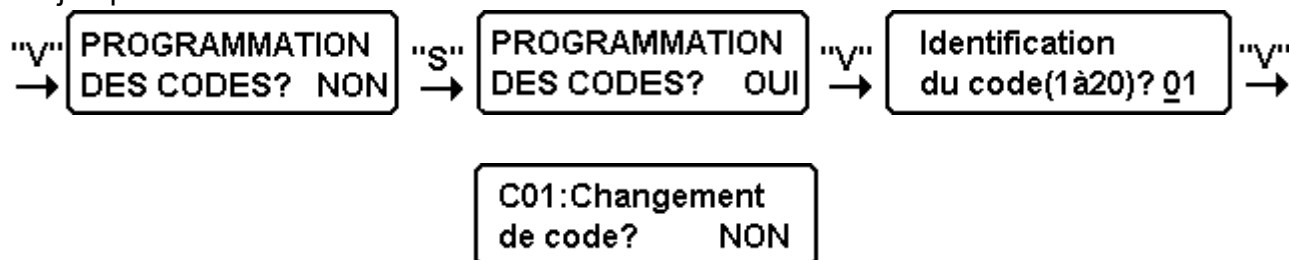 "V" PROGRAMMATION DES CODES? NON "S" PROGRAMMATION DES CODES? OUI "V" Identification du code(1à20)? 01 "V"
C01:Changement
de code? NON